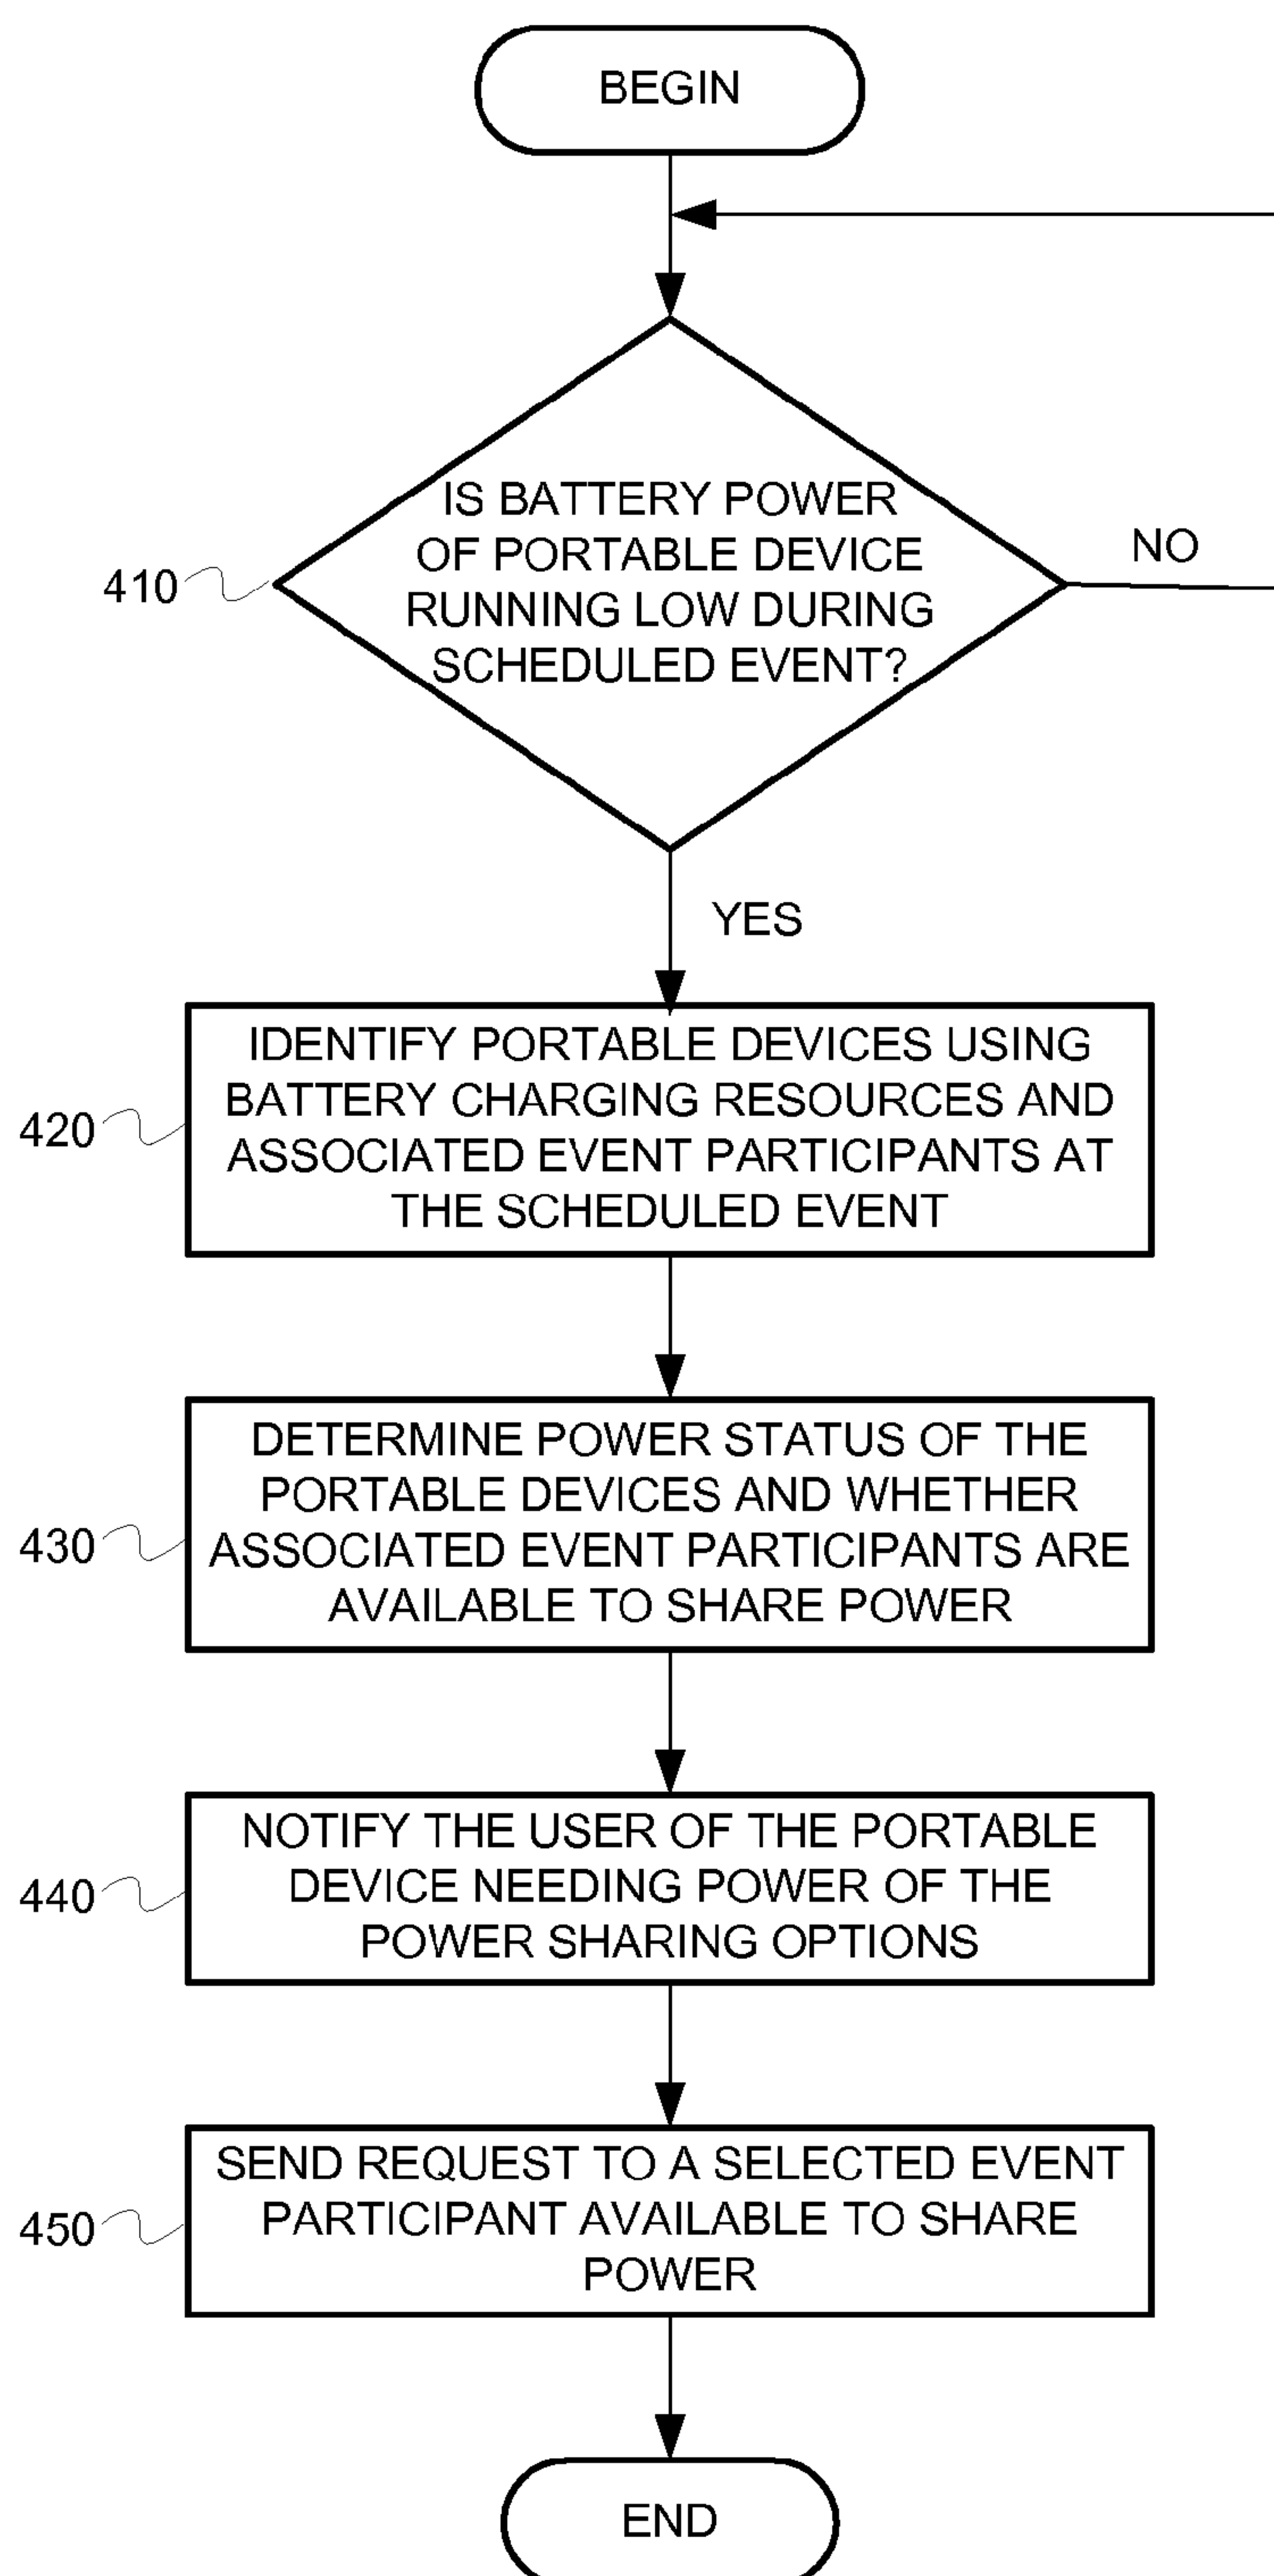 BEGIN
IS BATTERY POWER
OF PORTABLE DEVICE
RUNNING LOW DURING
SCHEDULED EVENT?
NO
410
YES
IDENTIFY PORTABLE DEVICES USING
BATTERY CHARGING RESOURCES AND
ASSOCIATED EVENT PARTICIPANTS AT
THE SCHEDULED EVENT
420
DETERMINE POWER STATUS OF THE
PORTABLE DEVICES AND WHETHER
ASSOCIATED EVENT PARTICIPANTS ARE
AVAILABLE TO SHARE POWER
430
NOTIFY THE USER OF THE PORTABLE
DEVICE NEEDING POWER OF THE
POWER SHARING OPTIONS
440
SEND REQUEST TO A SELECTED EVENT
PARTICIPANT AVAILABLE TO SHARE
POWER
450
END